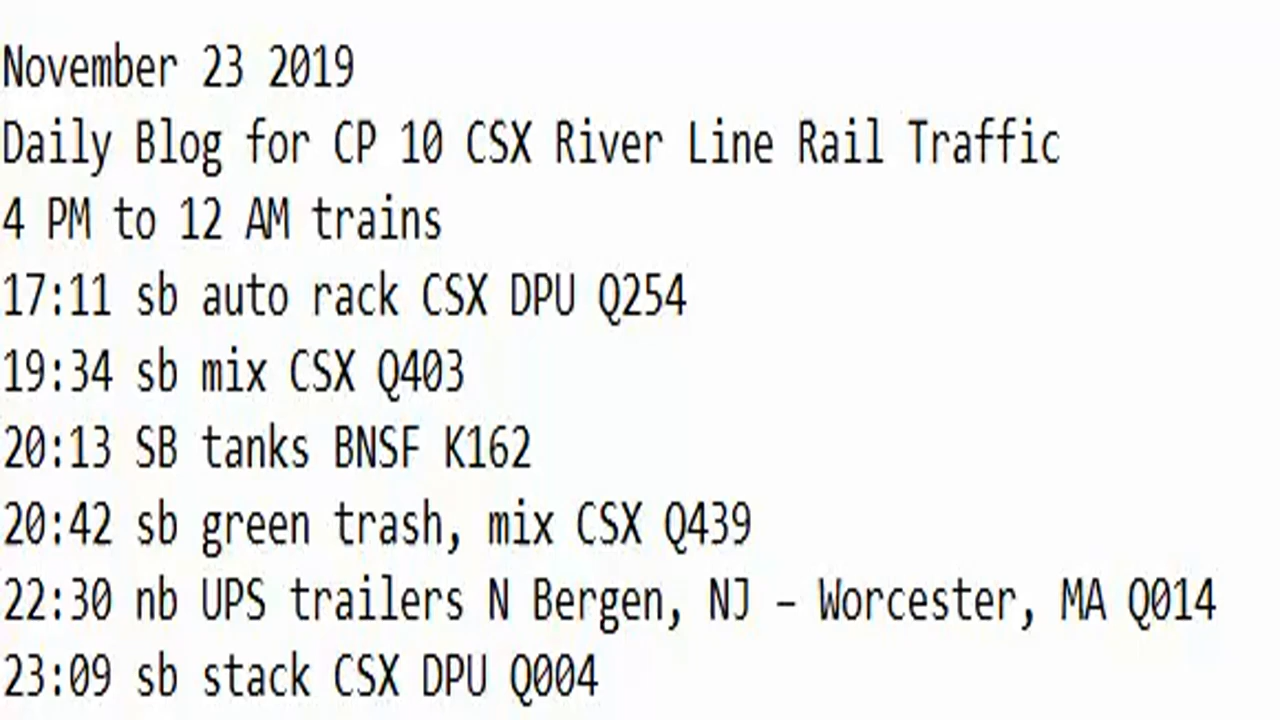 November 23 2019
Daily Blog for CP 10 CSX River Line Rail Traffic
4 PM to 12 AM trains
17:11 sb auto rack CSX DPU Q254
19:34 sb mix CSX Q403
20:13 SB tanks BNSF K162
20:42 sb green trash, mix CSX Q439
22:30 nb UPS trailers N Bergen, NJ – Worcester, MA Q014
23:09 sb stack CSX DPU Q004